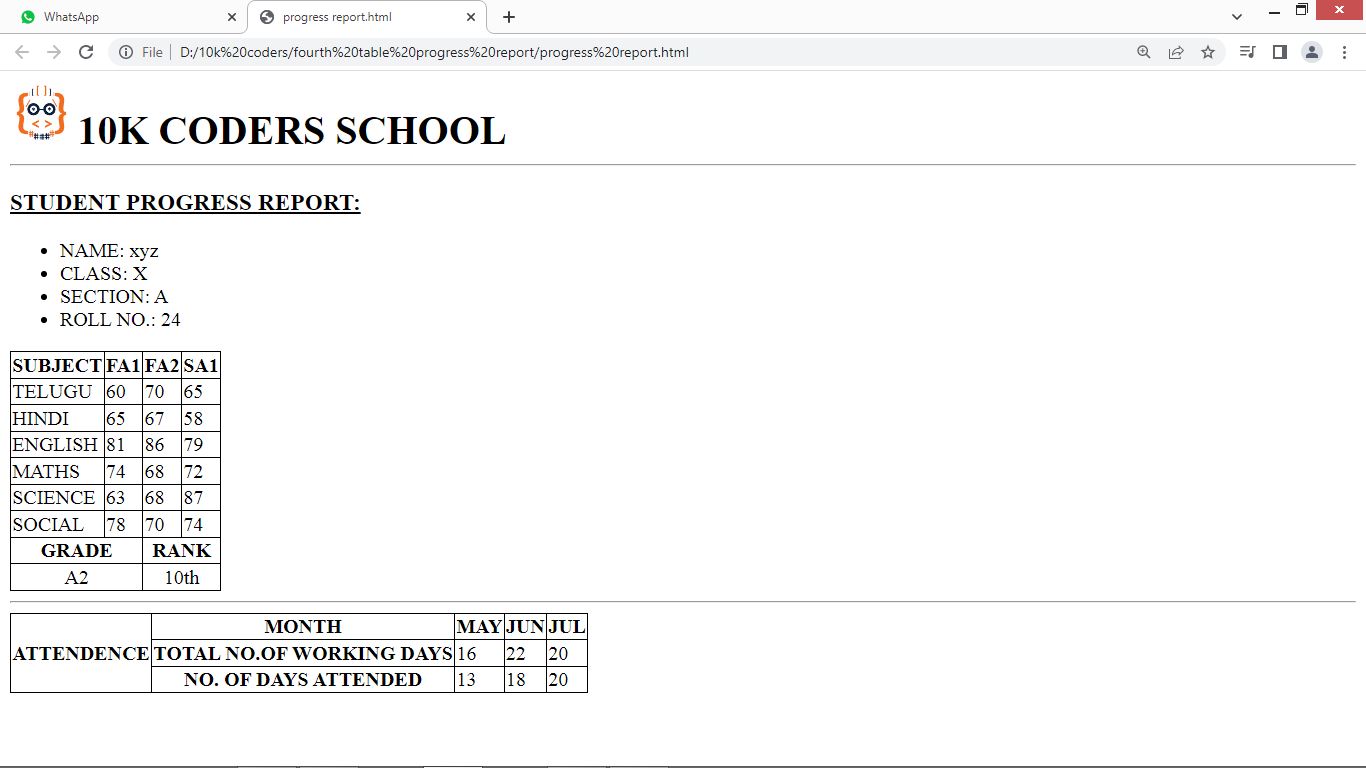 WhatsApp
progress report.html
File D:/10k%20coders/fourth%20table%20progress%20report/progress%20report.html
10K CODERS SCHOOL
STUDENT PROGRESS REPORT:
NAME: xyz
CLASS: X
SECTION: A
ROLL NO.: 24
SUBJECT FA1 FA2 SA1
TELUGU 60 70 65
HINDI 65 67 58
ENGLISH 81 86 79
MATHS 74 68 72
SCIENCE 63 68 87
SOCIAL 78 70 74
GRADE RANK
A2 10th
MONTH MAY JUN JUL
ATTENDENCE TOTAL NO.OF WORKING DAYS 16 22 20
NO. OF DAYS ATTENDED 13 18 20